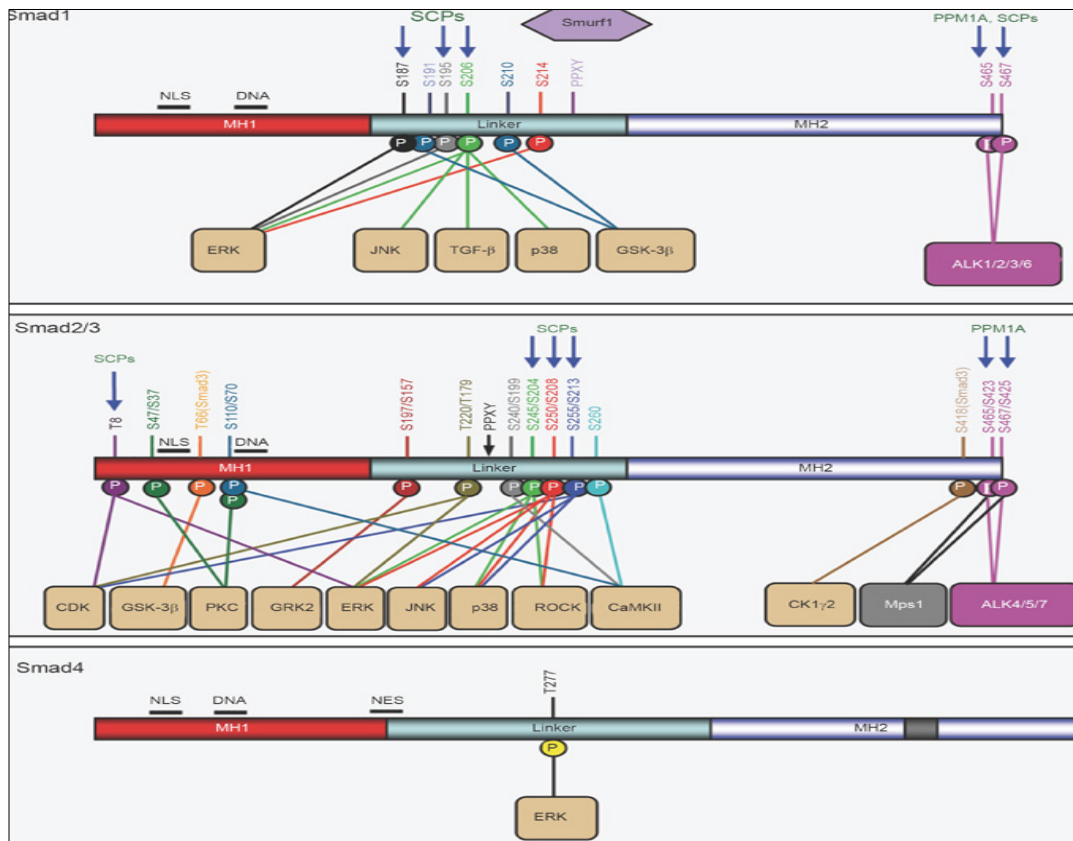 Smad1
SCPs
Smurf1
PPM1A, SCPs
S187
S191
S195
S206
S210
S214
PPXY
S465
S467
NLS
DNA
MH1
Linker
MH2
P
P
P
P
P
P
P
ERK
JNK
TGF-β
p38
GSK-3β
ALK1/2/3/6
Smad2/3
SCPs
SCPs
PPM1A
T8
S47/S37
T66(Smad3)
S110/S70
S197/S157
T220/T179
PPXY
S240/S199
S245/S204
S250/S208
S255/S213
S260
S418(Smad3)
S465/S423
S467/S425
NLS
DNA
MH1
Linker
MH2
P
P
P
P
P
P
P
P
P
P
P
P
P
P
CDK
GSK-3β
PKC
GRK2
ERK
JNK
p38
ROCK
CaMKII
CK1γ2
Mps1
ALK4/5/7
Smad4
NLS
DNA
NES
T277
MH1
Linker
MH2
P
ERK